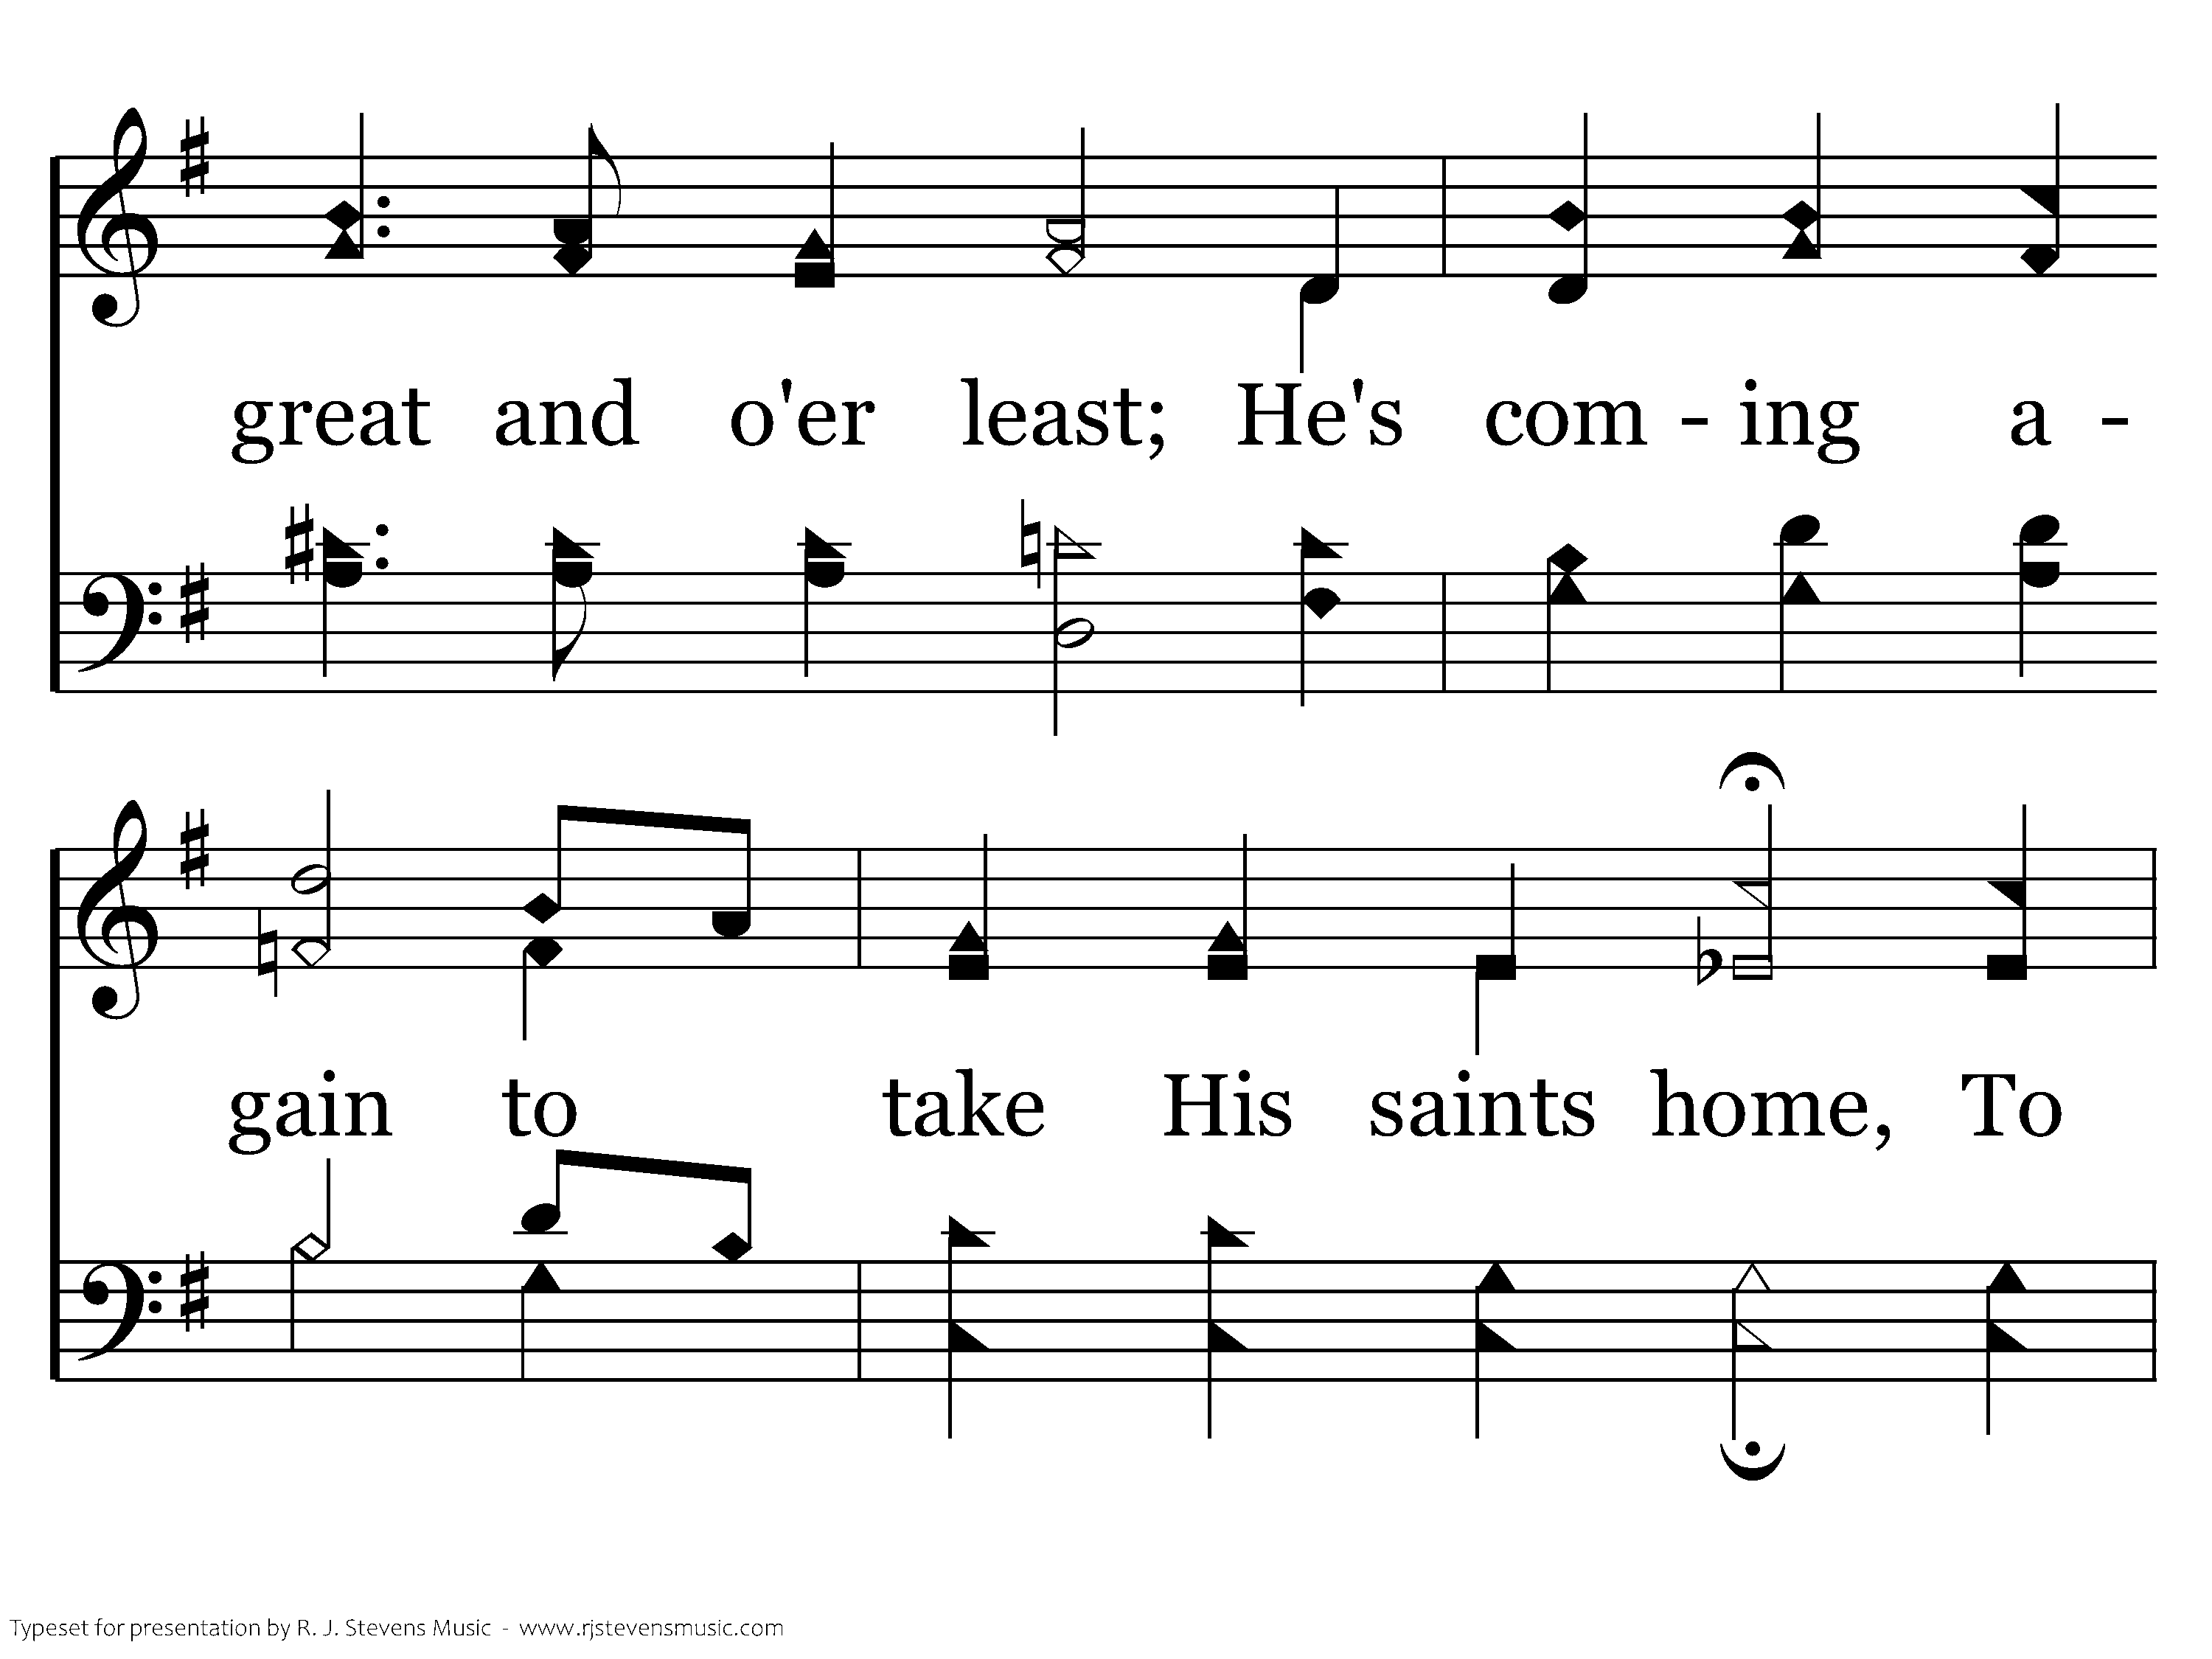 great and o'er least; He's com - ing a -
gain to take His saints home, To
Typeset for presentation by R. J. Stevens Music - www.rjstevensmusic.com